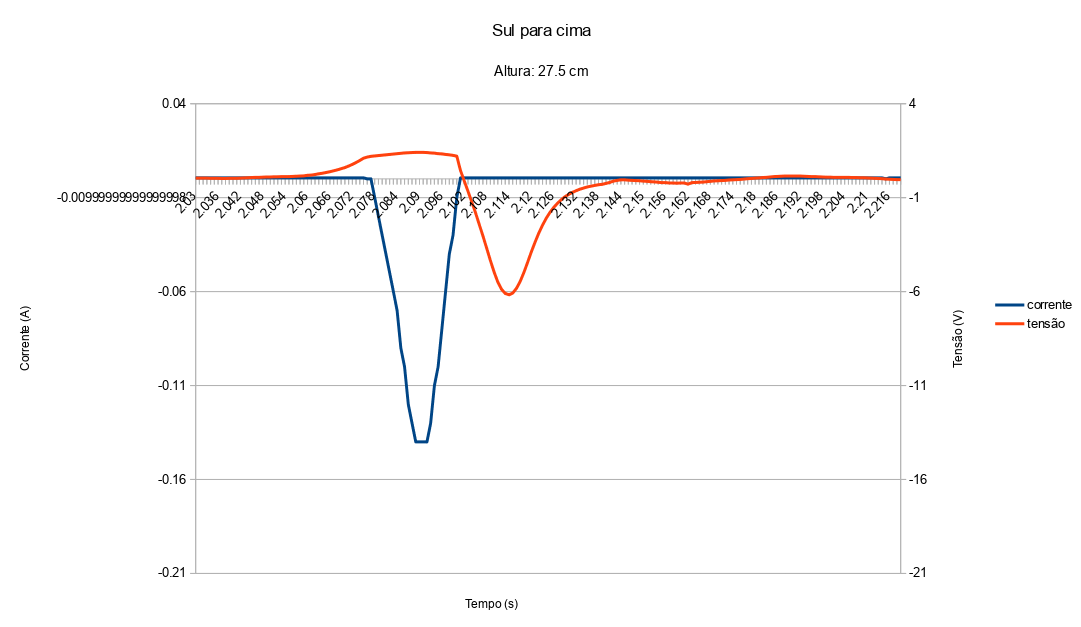 Sul para cima
Altura: 27.5 cm
0.04
4
-1
2.03 2.036 2.042 2.048 2.054 2.06 2.066 2.072 2.078 2.084 2.09 2.096 2.102 2.108 2.114 2.12 2.126 2.132 2.138 2.144 2.15 2.156 2.162 2.168 2.174 2.18 2.186 2.192 2.198 2.204 2.21 2.216
-0.06
-6
Corrente (A)
Tensão (V)
corrente
tensão
-0.11
-11
-0.16
-16
-0.21
-21
Tempo (s)